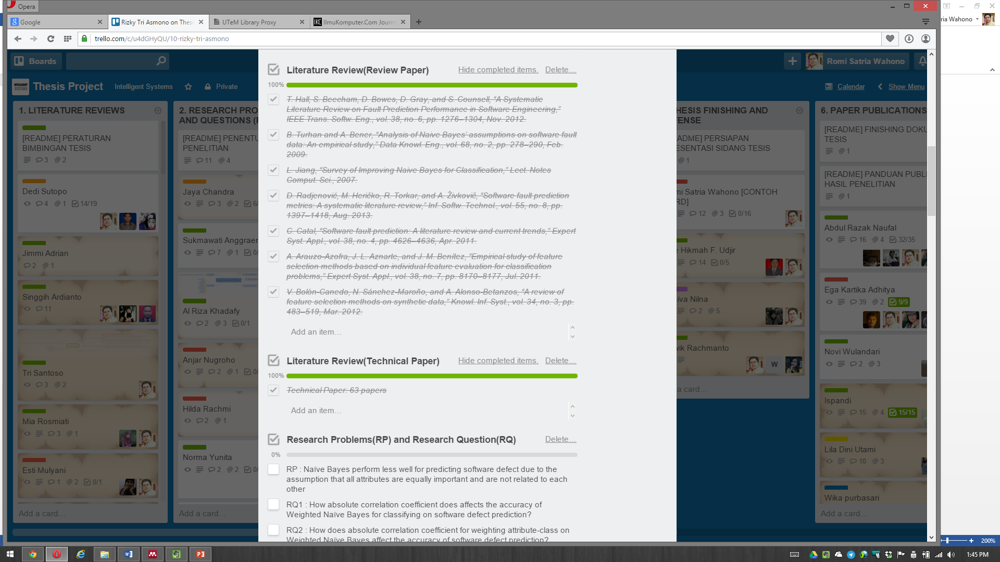 Opera
Google
Rizky Tri Asmono on Thesi
UTeM Library Proxy
IKC IlmuKomputer.Com Journa
trello.com/c/u4dGHyQU/10-rizky-tri-asmono
ria Wahono
Boards
Romi Satria Wahono
Thesis Project
Intelligent Systems
Private
Calendar
Show Menu
1. LITERATURE REVIEWS
[README] PERATURAN
BIMBINGAN TESIS
3 2
Dedi Sutopo
4 1 14/19
Jimmi Adrian
2 1
Singgih Ardianto
11
Tri Santoso
3 2
Mia Rosmiati
3 1
Esti Mulyani
1 2 0/1
Add a card...
2. RESEARCH PRO
AND QUESTIONS (F
[README] PENENTU
PENELITIAN
11 4
Jaya Chandra
3 2 6/
Sukmawati Anggraer
7 1 0/
Al Riza Khadafy
2 3 0/1
Anjar Nugroho
2 1 0/
Hilda Rachmi
2 1
Norma Yunita
2 2 0/
Add a card...
Literature Review(Review Paper)
Hide completed items. Delete...
100%
T. Hall, S. Beecham, D. Bowes, D. Gray, and S. Counsell, “A Systematic
Literature Review on Fault Prediction Performance in Software Engineering,”
IEEE Trans. Softw. Eng., vol. 38, no. 6, pp. 1276–1304, Nov. 2012.
B. Turhan and A. Bener, “Analysis of Naive Bayes’ assumptions on software fault
data: An empirical study,” Data Knowl. Eng., vol. 68, no. 2, pp. 278–290, Feb.
2009.
L. Jiang, “Survey of Improving Naive Bayes for Classification,” Lect. Notes
Comput. Sci., 2007.
D. Radjenović, M. Heričko, R. Torkar, and A. Živkovič, “Software fault prediction
metrics: A systematic literature review,” Inf. Softw. Technol., vol. 55, no. 8, pp.
1397–1418, Aug. 2013.
C. Catal, “Software fault prediction: A literature review and current trends,” Expert
Syst. Appl., vol. 38, no. 4, pp. 4626–4636, Apr. 2011.
A. Arauzo-Azofra, J. L. Aznarte, and J. M. Benítez, “Empirical study of feature
selection methods based on individual feature evaluation for classification
problems,” Expert Syst. Appl., vol. 38, no. 7, pp. 8170–8177, Jul. 2011.
V. Bolón-Canedo, N. Sánchez-Maroño, and A. Alonso-Betanzos, “A review of
feature selection methods on synthetic data,” Knowl. Inf. Syst., vol. 34, no. 3, pp.
483–519, Mar. 2012.
Add an item...
Literature Review(Technical Paper)
Hide completed items. Delete...
100%
Technical Paper: 63 papers
Add an item...
Research Problems(RP) and Research Question(RQ)
Delete...
0%
RP : Naïve Bayes perform less well for predicting software defect due to the
assumption that all attributes are equally important and are not related to each
other
RQ1 : How absolute correlation coefficient does affects the accuracy of
Weighted Naïve Bayes for classifying on software defect prediction?
RQ2 : How does absolute correlation coefficient for weighting attribute-class on
Weighted Naïve Bayes affect the accuracy of software defect prediction?
HESIS FINISHING AND
ENSE
ADME] PERSIAPAN
ESENTASI SIDANG TESIS
1
mi Satria Wahono [CONTOH
RD]
12 3 0/16
e Hikmah F. Udjir
14 0/5
iva Nilna
2 5
wik Rachmanto
W
a card...
6. PAPER PUBLICATIONS
[README] FINISHING DOKU
TESIS
1
[README] PANDUAN PUBL
HASIL PENELITIAN
1
Abdul Razak Naufal
16 4 32/35
Ega Kartika Adhitya
39 2 9/9
Novi Wulandari
2 3
Ispandi
15 4 15/15
Lila Dini Utami
10 3
Wika purbasari
Add a card...
200%
1:45 PM